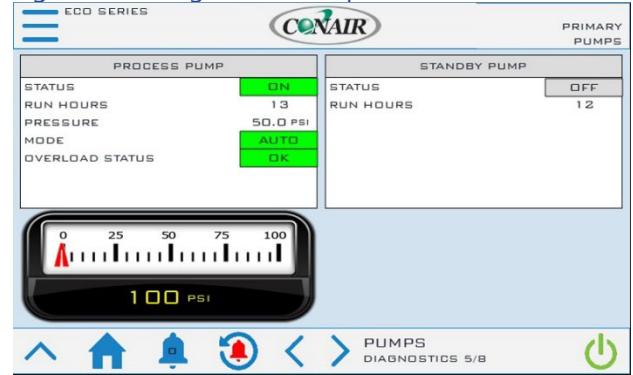 ECO SERIES
CONAIR
PRIMARY
PUMPS
PROCESS PUMP
STATUS ON
RUN HOURS 13
PRESSURE 50.0 PSI
MODE AUTO
OVERLOAD STATUS OK
STANDBY PUMP
STATUS OFF
RUN HOURS 12
0 25 50 75 100
100 PSI
0
PUMPS
DIAGNOSTICS 5/8